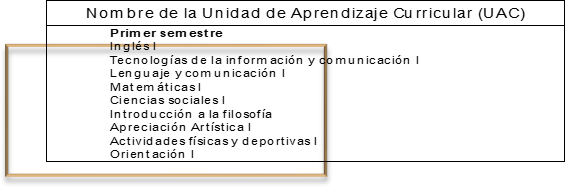 Nombre de la Unidad de Aprendizaje Curricular (UAC)
Primer semestre
Inglés I
Tecnologías de la información y comunicación I
Lenguaje y comunicación I
Matemáticas I
Ciencias sociales I
Introducción a la filosofía
Apreciación Artística I
Actividades físicas y deportivas I
Orientación I